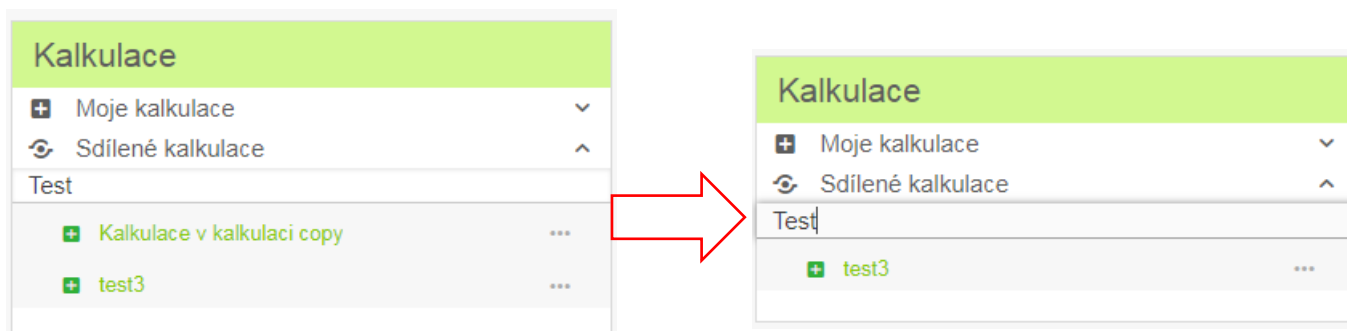 Kalkulace
Moje kalkulace
Sdílené kalkulace
Test
Kalkulace v kalkulaci copy
test3
Kalkulace
Moje kalkulace
Sdílené kalkulace
Test
test3